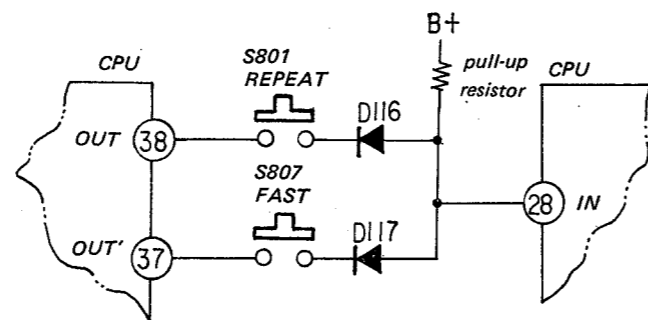 B+
S801
REPEAT
CPU
pull-up
resistor
CPU
D116
OUT
38
S807
FAST
28
IN
D117
OUT'
37